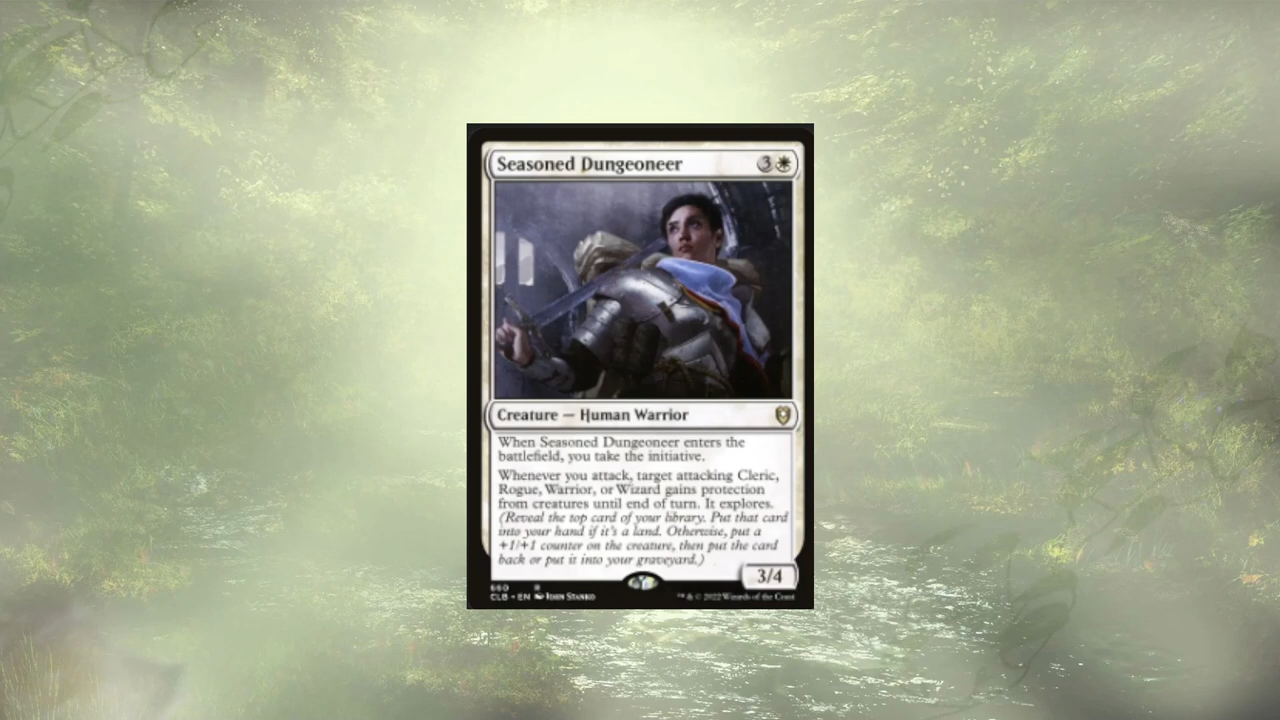 Seasoned Dungeoneer 3
Creature — Human Warrior
When Seasoned Dungeoneer enters the
battlefield, you take the initiative.
Whenever you attack, target attacking Cleric,
Rogue, Warrior, or Wizard gains protection
from creatures until end of turn. It explores.
(Reveal the top card of your library. Put that card
into your hand if it's a land. Otherwise, put a
+1/+1 counter on the creature, then put the card
back or put it into your graveyard.)
3/4
660 R
CLB • EN John Stanko ™ & © 2022 Wizards of the Coast